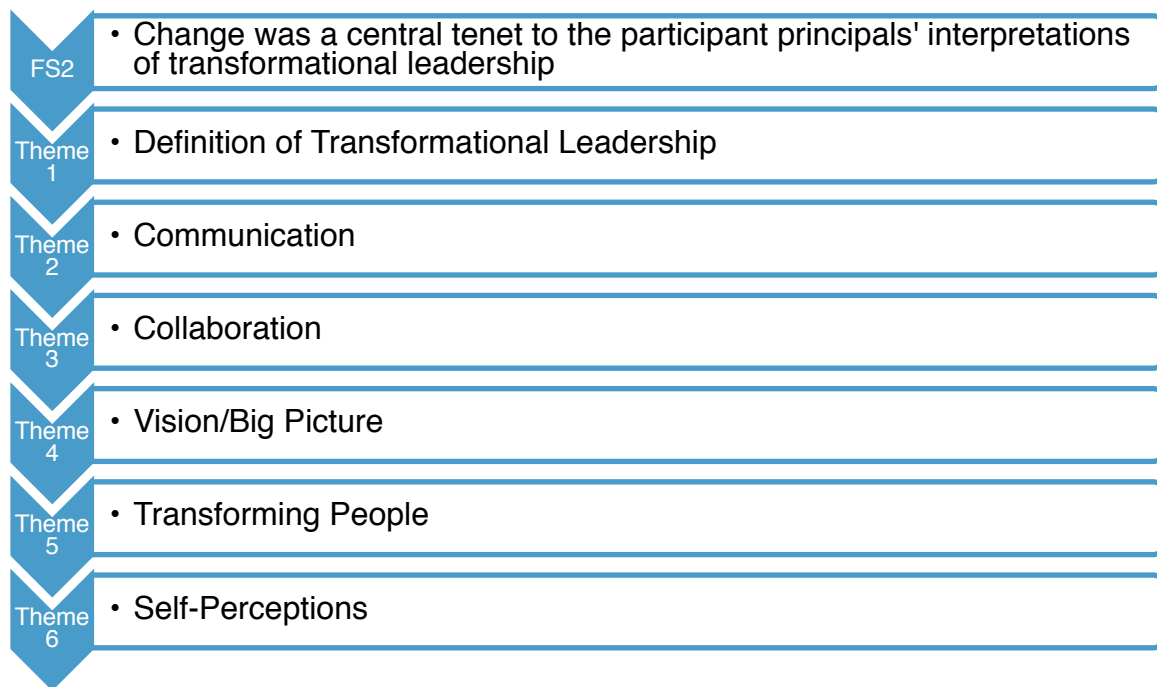 FS2
• Change was a central tenet to the participant principals' interpretations
of transformational leadership
Theme
1
• Definition of Transformational Leadership
Theme
2
• Communication
Theme
3
• Collaboration
Theme
4
• Vision/Big Picture
Theme
5
• Transforming People
Theme
6
• Self-Perceptions